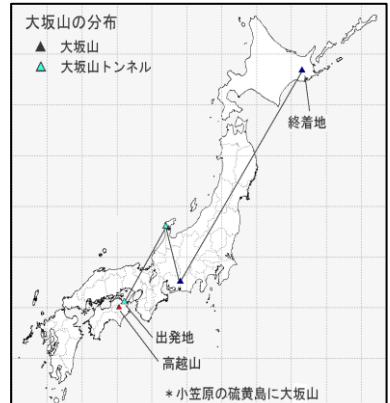 大坂山の分布
▲ 大坂山
▲ 大坂山トンネル
終着地
出発地
高越山
＊小笠原の硫黄島に大坂山